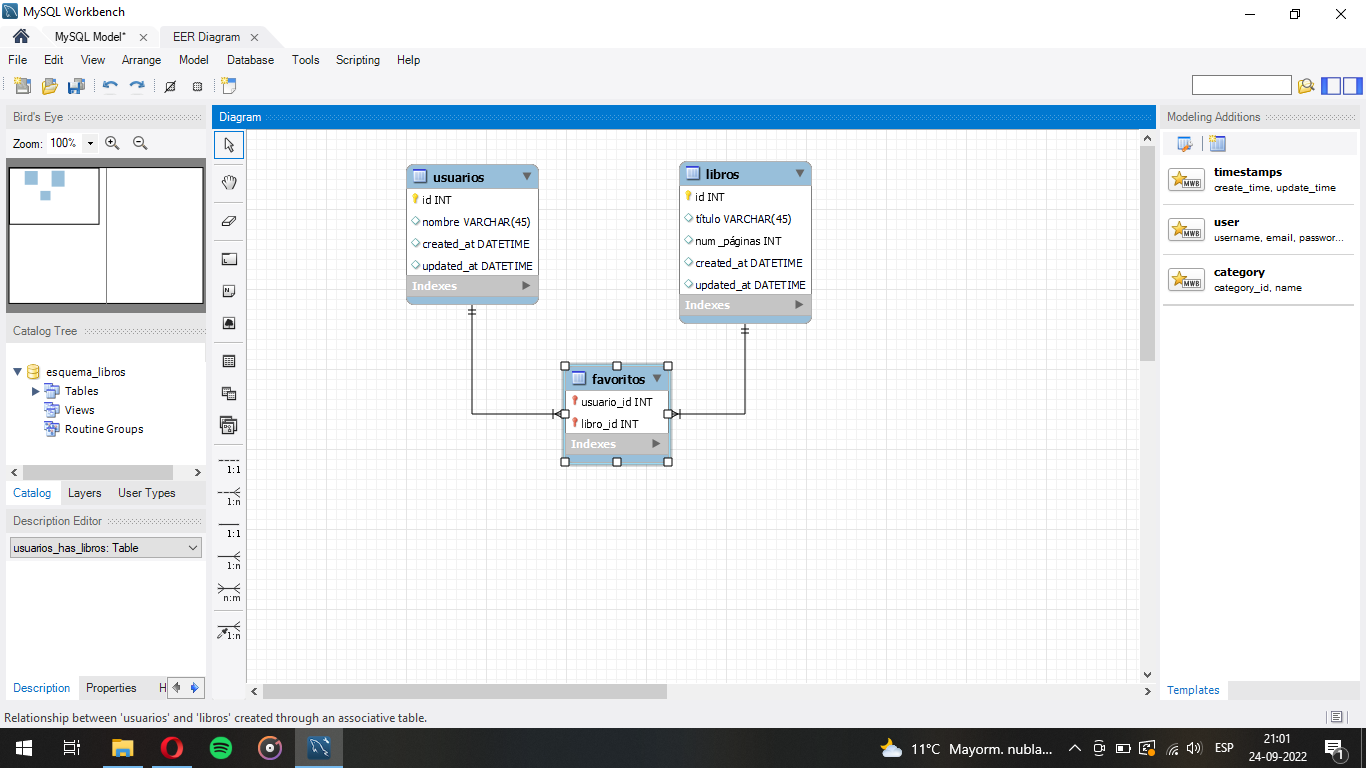 MySQL Workbench
MySQL Model*
EER Diagram
File Edit View Arrange Model Database Tools Scripting Help
Bird's Eye
Zoom: 100%
Catalog Tree
esquema_libros
Tables
Views
Routine Groups
Catalog Layers User Types
Description Editor
usuarios_has_libros: Table
Description Properties H
Diagram
1:1
1:n
1:1
1:n
n:m
1:n
usuarios
id INT
nombre VARCHAR(45)
created_at DATETIME
updated_at DATETIME
Indexes
libros
id INT
título VARCHAR(45)
num _páginas INT
created_at DATETIME
updated_at DATETIME
Indexes
favoritos
usuario_id INT
libro_id INT
Indexes
Modeling Additions
MWB
timestamps
create_time, update_time
MWB
user
username, email, passwor...
MWB
category
category_id, name
Templates
Relationship between 'usuarios' and 'libros' created through an associative table.
11°C Mayorm. nubla...
ESP
21:01
24-09-2022
1